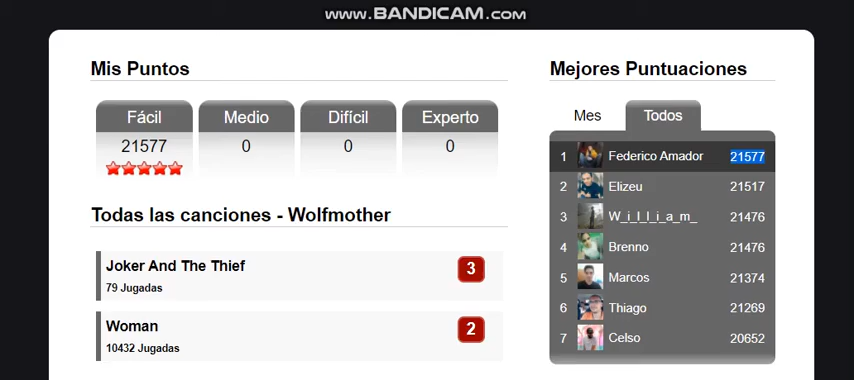 www.BANDICAM.com
Mis Puntos
Fácil Medio Difícil Experto
21577 0 0 0
Todas las canciones - Wolfmother
Joker And The Thief 3
79 Jugadas
Woman 2
10432 Jugadas
Mejores Puntuaciones
Mes Todos
1 Federico Amador 21577
2 Elizeu 21517
3 W_i_l_l_i_a_m_ 21476
4 Brenno 21476
5 Marcos 21374
6 Thiago 21269
7 Celso 20652